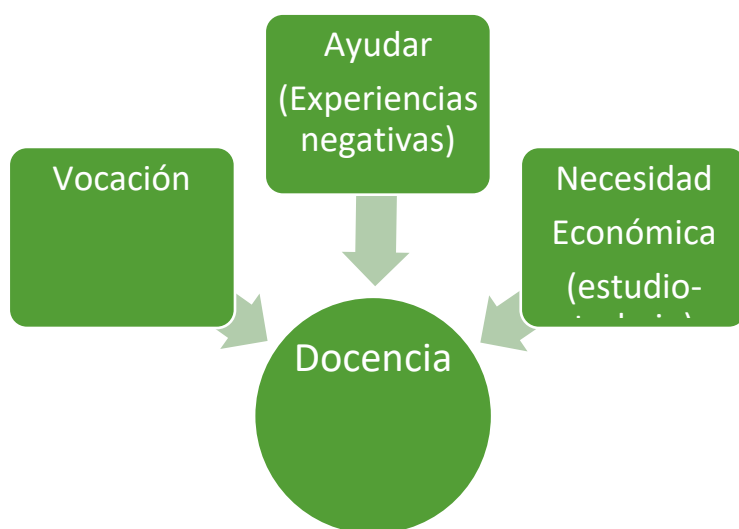 Ayudar
(Experiencias
negativas)
Vocación
Necesidad
Económica
(estudio-
Docencia